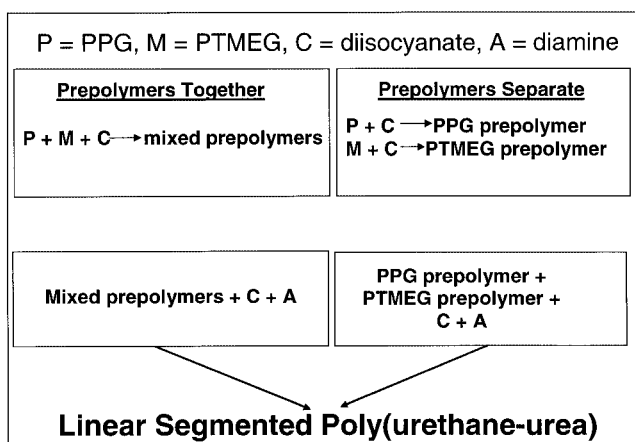 P = PPG, M = PTMEG, C = diisocyanate, A = diamine
Prepolymers Together
P + M + C→mixed prepolymers
Prepolymers Separate
P + C →PPG prepolymer
M + C→PTMEG prepolymer
Mixed prepolymers + C + A
PPG prepolymer +
PTMEG prepolymer +
C + A
Linear Segmented Poly(urethane-urea)